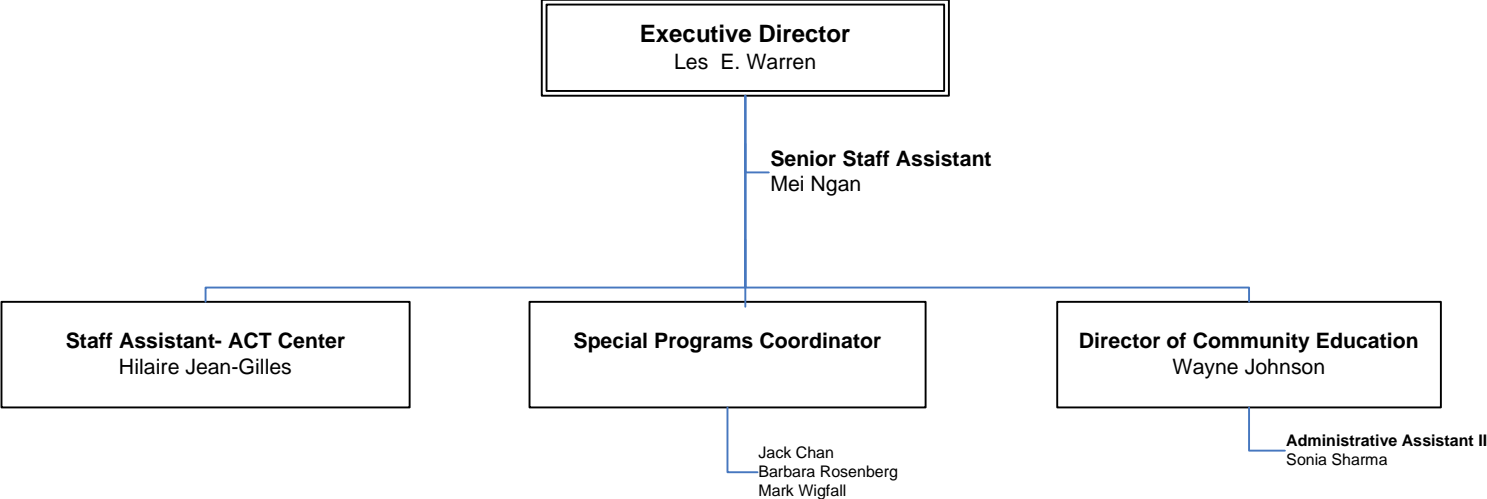 Executive Director
Les E. Warren
Senior Staff Assistant
Mei Ngan
Staff Assistant- ACT Center
Hilaire Jean-Gilles
Special Programs Coordinator
Director of Community Education
Wayne Johnson
Jack Chan
Barbara Rosenberg
Mark Wigfall
Administrative Assistant II
Sonia Sharma